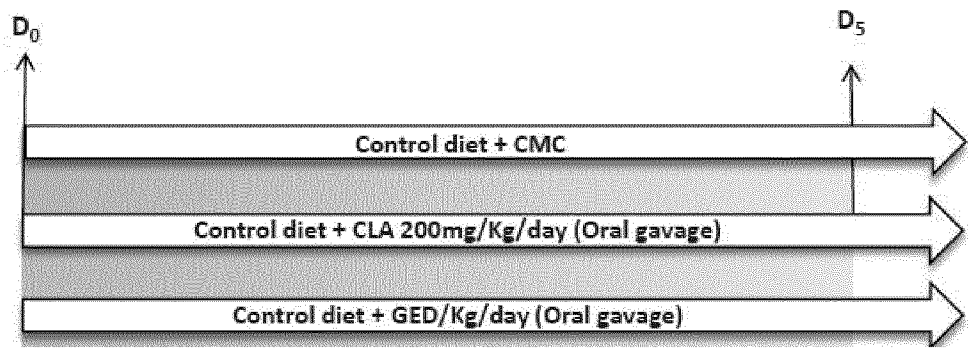 D₀
D₅
Control diet + CMC
Control diet + CLA 200mg/Kg/day (Oral gavage)
Control diet + GED/Kg/day (Oral gavage)